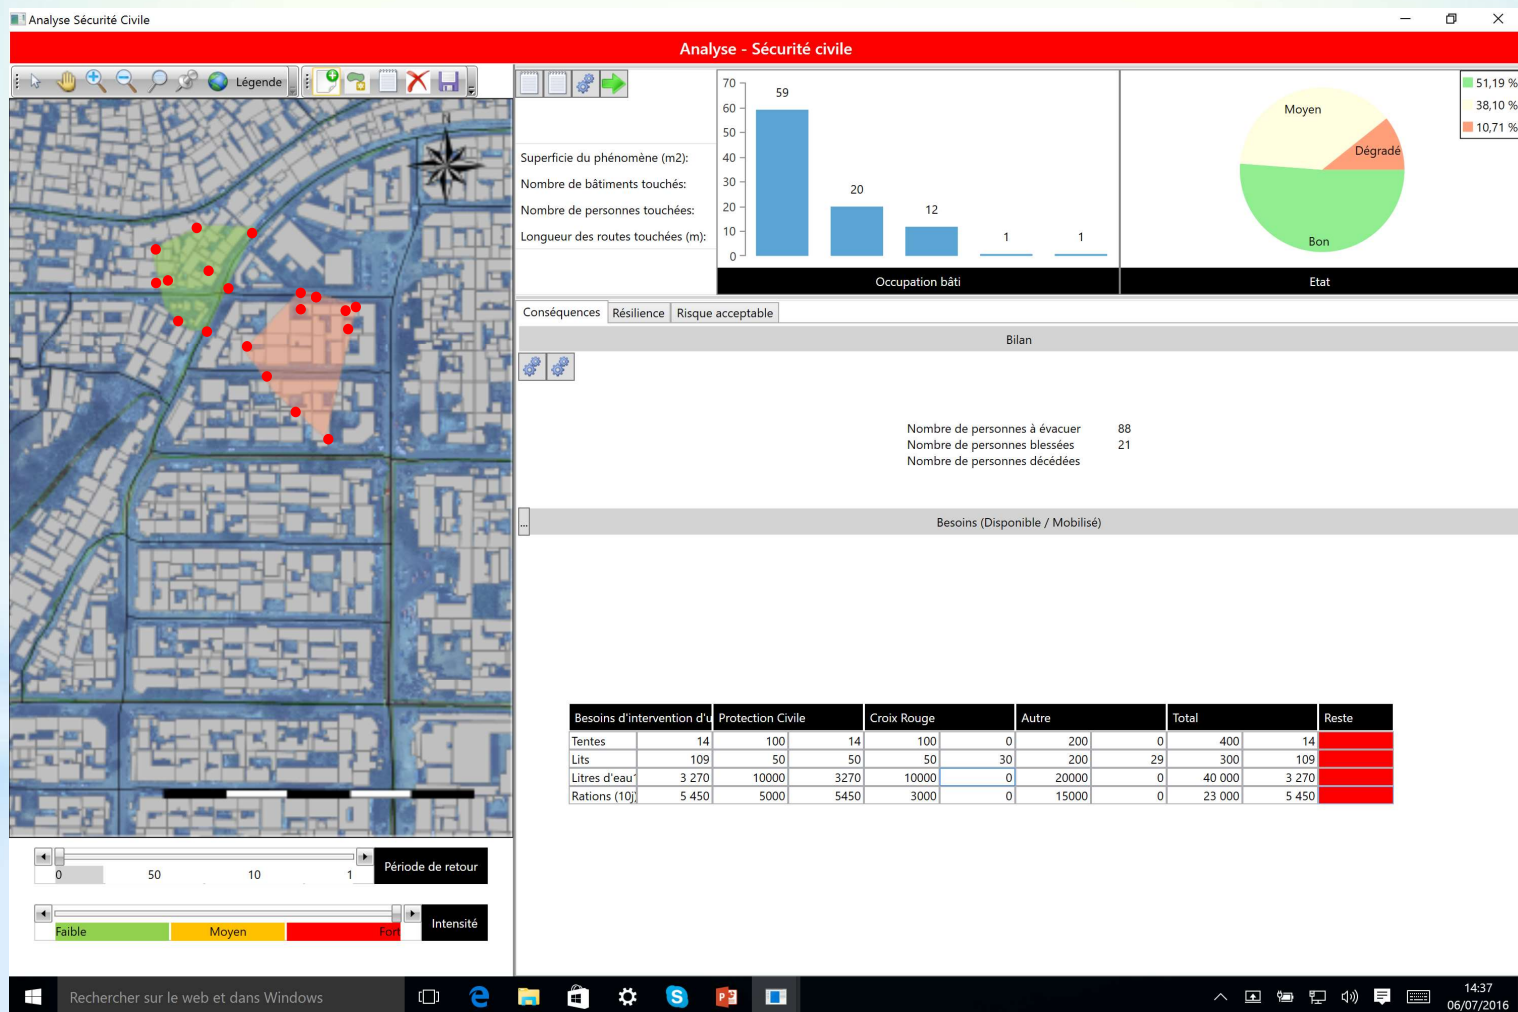 Analyse Sécurité Civile
Analyse - Sécurité civile
Légende
N
Superficie du phénomène (m2):
Nombre de bâtiments touchés:
Nombre de personnes touchées:
Longueur des routes touchées (m):
70
60
50
40
30
20
10
0
59
20
12
1
1
Occupation bâti
Moyen
Dégradé
Bon
51,19 %
38,10 %
10,71 %
Etat
Conséquences Résilience Risque acceptable
Bilan
Nombre de personnes à évacuer 88
Nombre de personnes blessées 21
Nombre de personnes décédées
...
Besoins (Disponible / Mobilisé)
Besoins d'intervention d'u Protection Civile Croix Rouge Autre Total Reste
Tentes 14 100 14 100 0 200 0 400 14
Lits 109 50 50 50 30 200 29 300 109
Litres d'eau 3 270 10000 3270 10000 0 20000 0 40 000 3 270
Rations (10j) 5 450 5000 5450 3000 0 15000 0 23 000 5 450
0 50 10 1 Période de retour
Faible Moyen Fort Intensité
Rechercher sur le web et dans Windows
14:37
06/07/2016